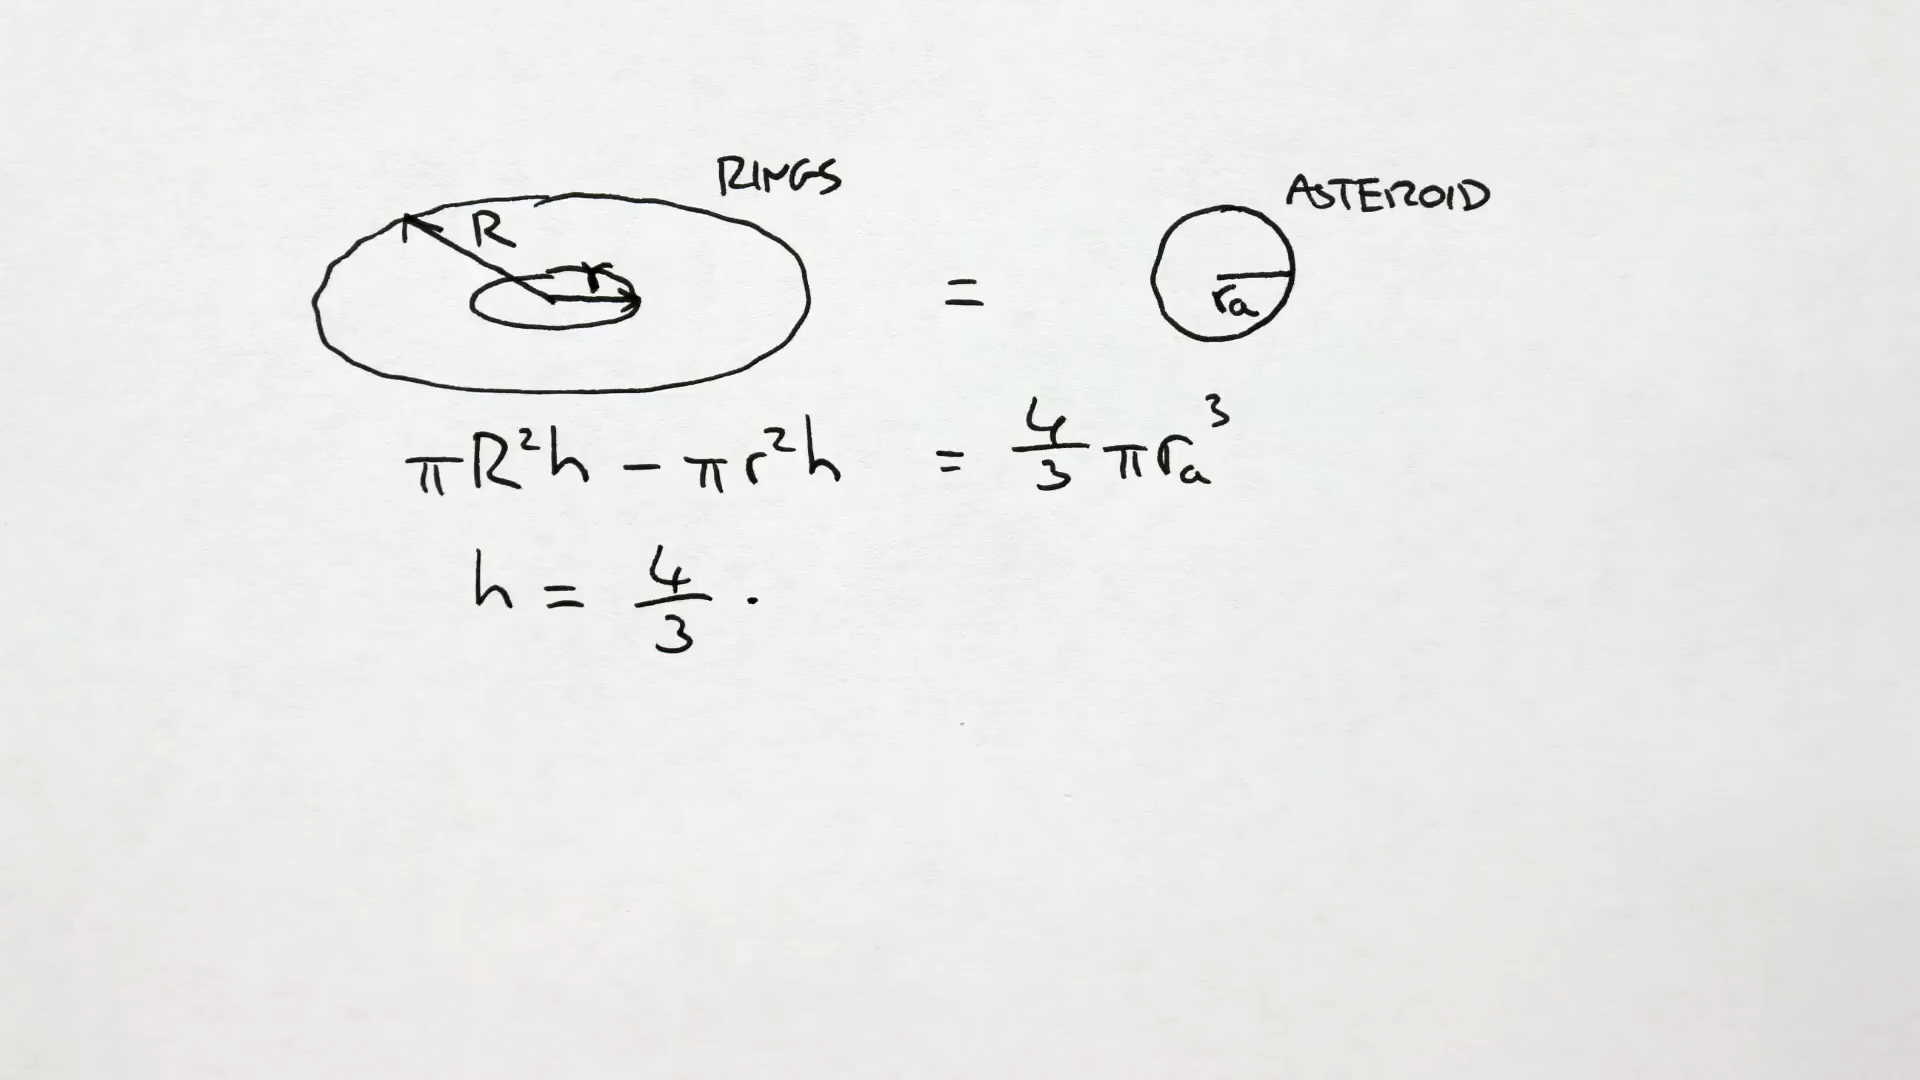 RINGS
ASTEROID
R
r
=
ra
πR²h − πr²h = 4/3 πra³
h = 4/3 ·